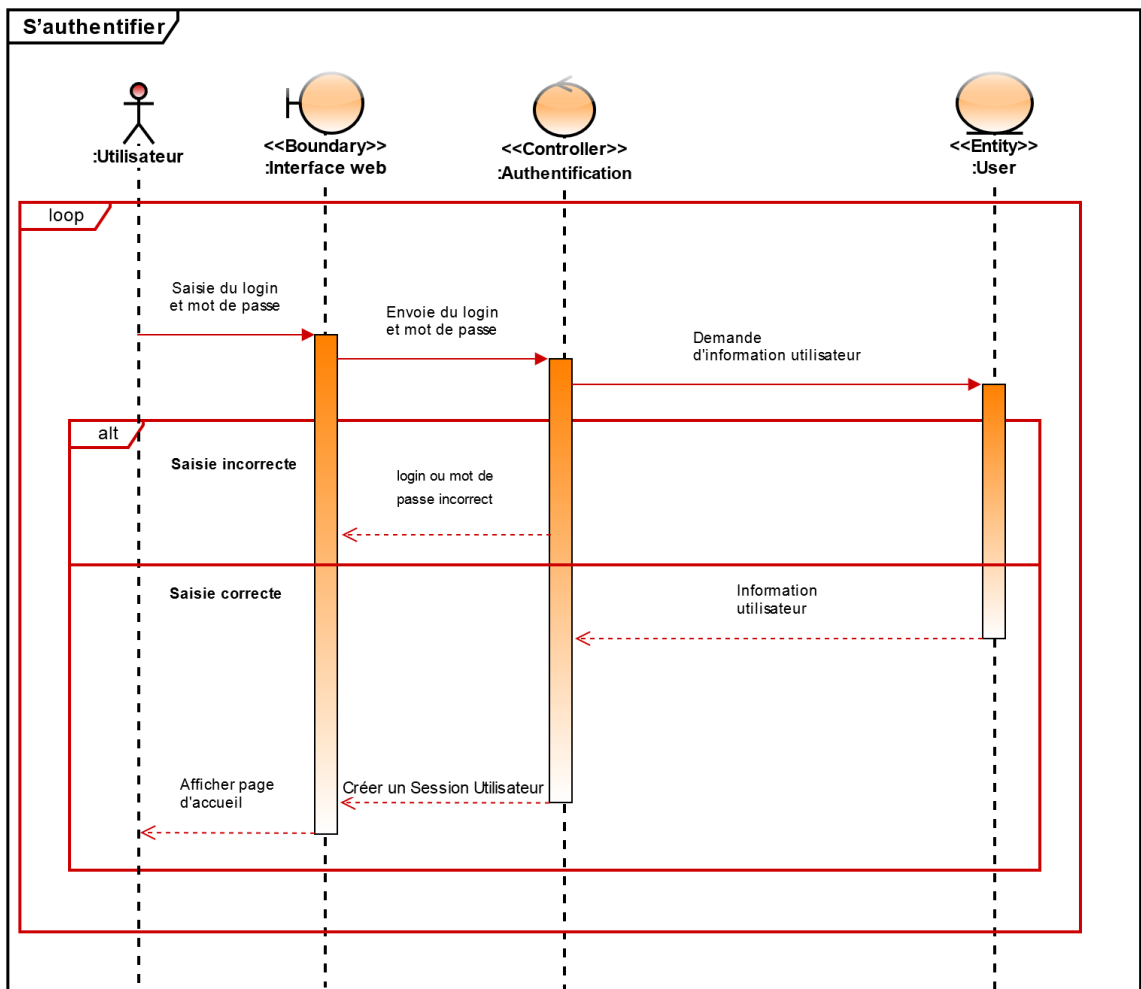 S'authentifier
:Utilisateur
<<Boundary>>
:Interface web
<<Controller>>
:Authentification
<<Entity>>
:User
loop
Saisie du login
et mot de passe
Envoie du login
et mot de passe
Demande
d'information utilisateur
alt
Saisie incorrecte
login ou mot de
passe incorrect
Saisie correcte
Information
utilisateur
Afficher page
d'accueil
Créer un Session Utilisateur